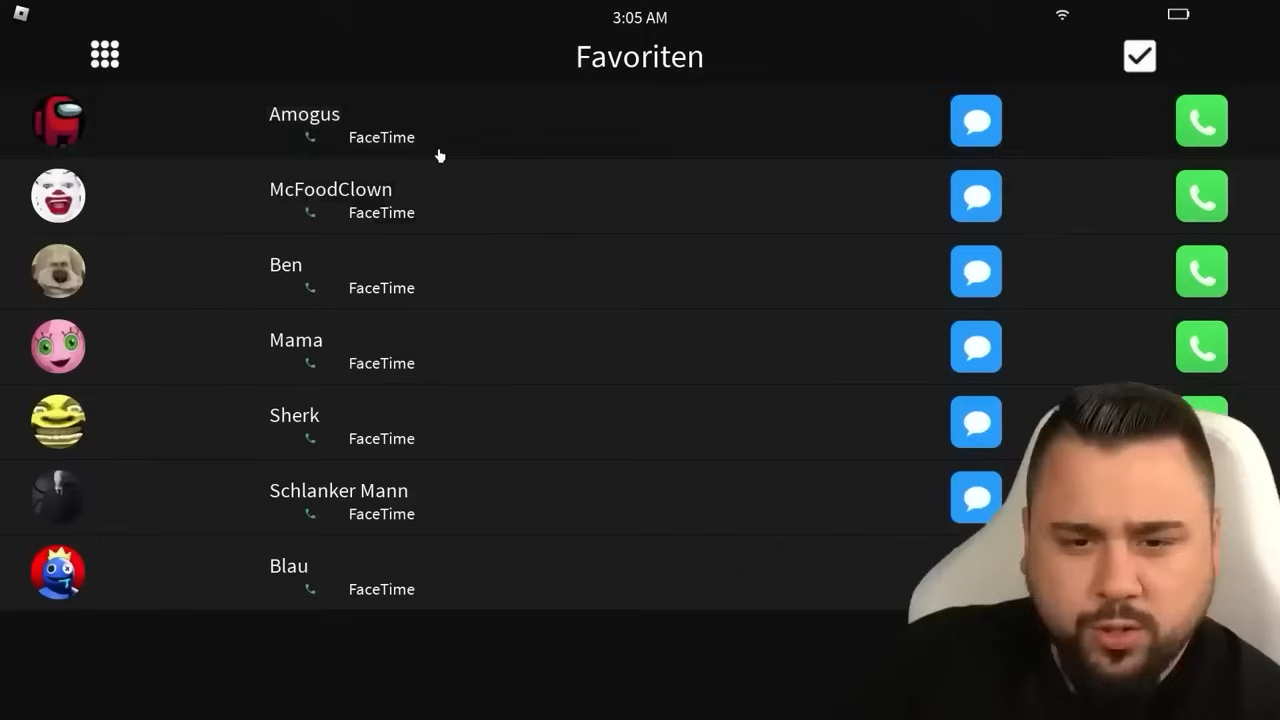 3:05 AM
Favoriten
Amogus
FaceTime
McFoodClown
FaceTime
Ben
FaceTime
Mama
FaceTime
Sherk
FaceTime
Schlanker Mann
FaceTime
Blau
FaceTime